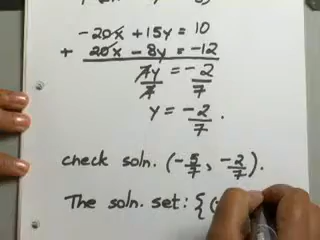 -20x + 15y = 10
+ 20x - 8y = -12
7y/7 = -2/7
y = -2/7 .
check soln. (-5/7, -2/7).
The soln. set: { (-